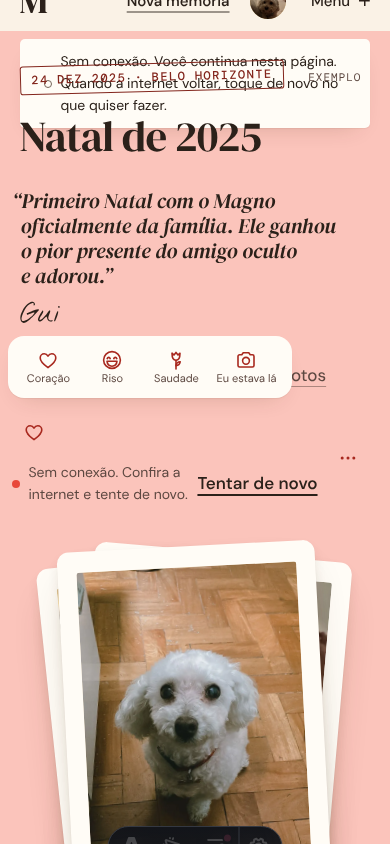 M Nova memória Menu +
Sem conexão. Você continua nesta página.
24 DEZ 2025 · BELO HORIZONTE EXEMPLO
Quando a internet voltar, toque de novo no
que quiser fazer.
Natal de 2025
“Primeiro Natal com o Magno
oficialmente da família. Ele ganhou
o pior presente do amigo oculto
e adorou.”
Gui
Coração Riso Saudade Eu estava lá
otos
Sem conexão. Confira a
internet e tente de novo.
Tentar de novo